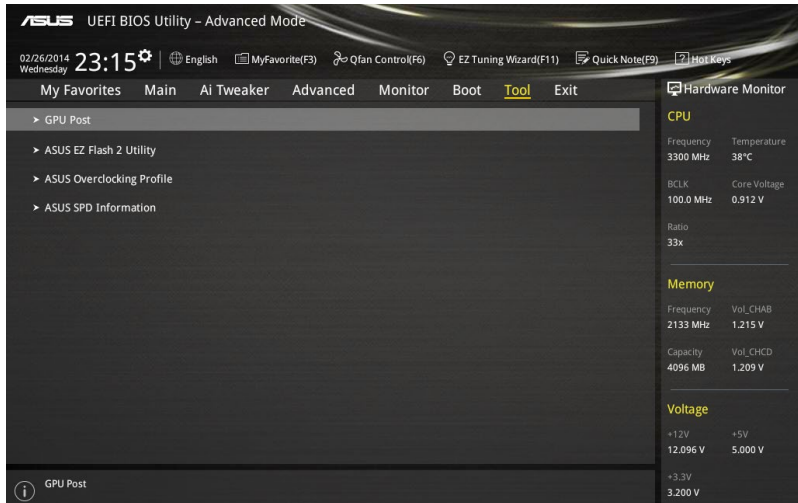 ASUS UEFI BIOS Utility – Advanced Mode
02/26/2014
Wednesday
23:15
English
MyFavorite(F3)
Qfan Control(F6)
EZ Tuning Wizard(F11)
Quick Note(F9)
? Hot Keys
My Favorites Main Ai Tweaker Advanced Monitor Boot Tool Exit
> GPU Post
> ASUS EZ Flash 2 Utility
> ASUS Overclocking Profile
> ASUS SPD Information
GPU Post
Hardware Monitor
CPU
Frequency Temperature
3300 MHz 38°C
BCLK Core Voltage
100.0 MHz 0.912 V
Ratio
33x
Memory
Frequency Vol_CHAB
2133 MHz 1.215 V
Capacity Vol_CHCD
4096 MB 1.209 V
Voltage
+12V +5V
12.096 V 5.000 V
+3.3V
3.200 V